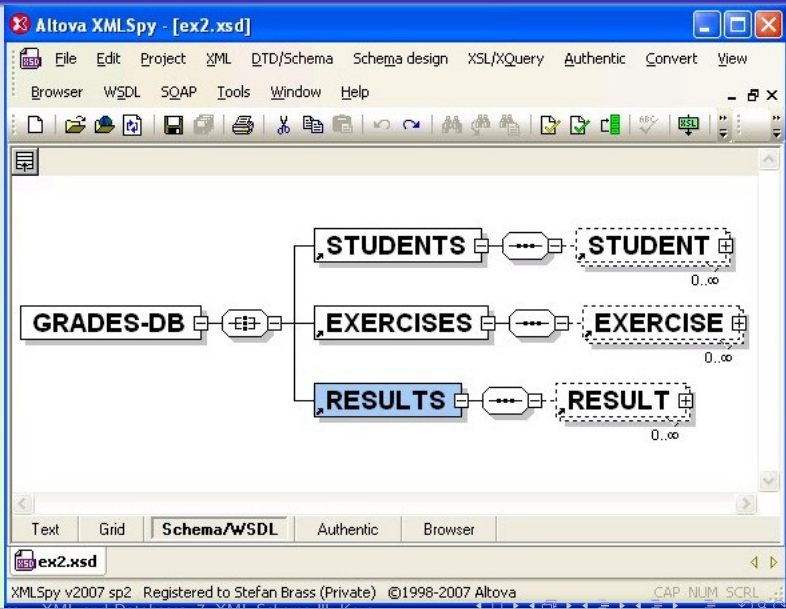 Altova XMLSpy - [ex2.xsd]
File Edit Project XML DTD/Schema Schema design XSL/XQuery Authentic Convert View
Browser WSDL SOAP Tools Window Help
STUDENTS STUDENT
0..∞
GRADES-DB EXERCISES EXERCISE
0..∞
RESULTS RESULT
0..∞
Text Grid Schema/WSDL Authentic Browser
ex2.xsd
XMLSpy v2007 sp2 Registered to Stefan Brass (Private) ©1998-2007 Altova CAP NUM SCRL